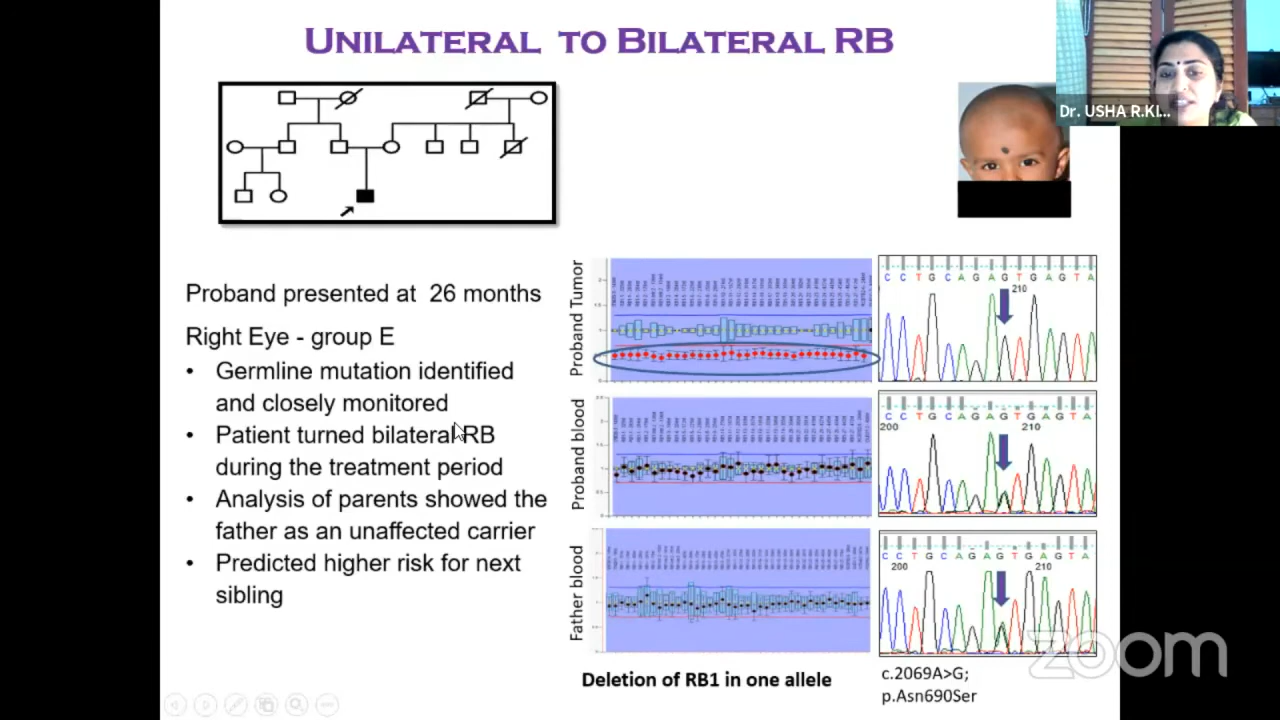 UNILATERAL TO BILATERAL RB
Dr. USHA R.KI...
Proband presented at 26 months
Right Eye - group E
• Germline mutation identified
and closely monitored
• Patient turned bilateral RB
during the treatment period
• Analysis of parents showed the
father as an unaffected carrier
• Predicted higher risk for next
sibling
Proband Tumor
C C T G C A G A G T G A G T A
210
Proband blood
C C T G C A G A G T G A G T A
200 210
Father blood
C C T G C A G A G T G A G T A
200 210
Deletion of RB1 in one allele
c.2069A>G;
p.Asn690Ser
zoom